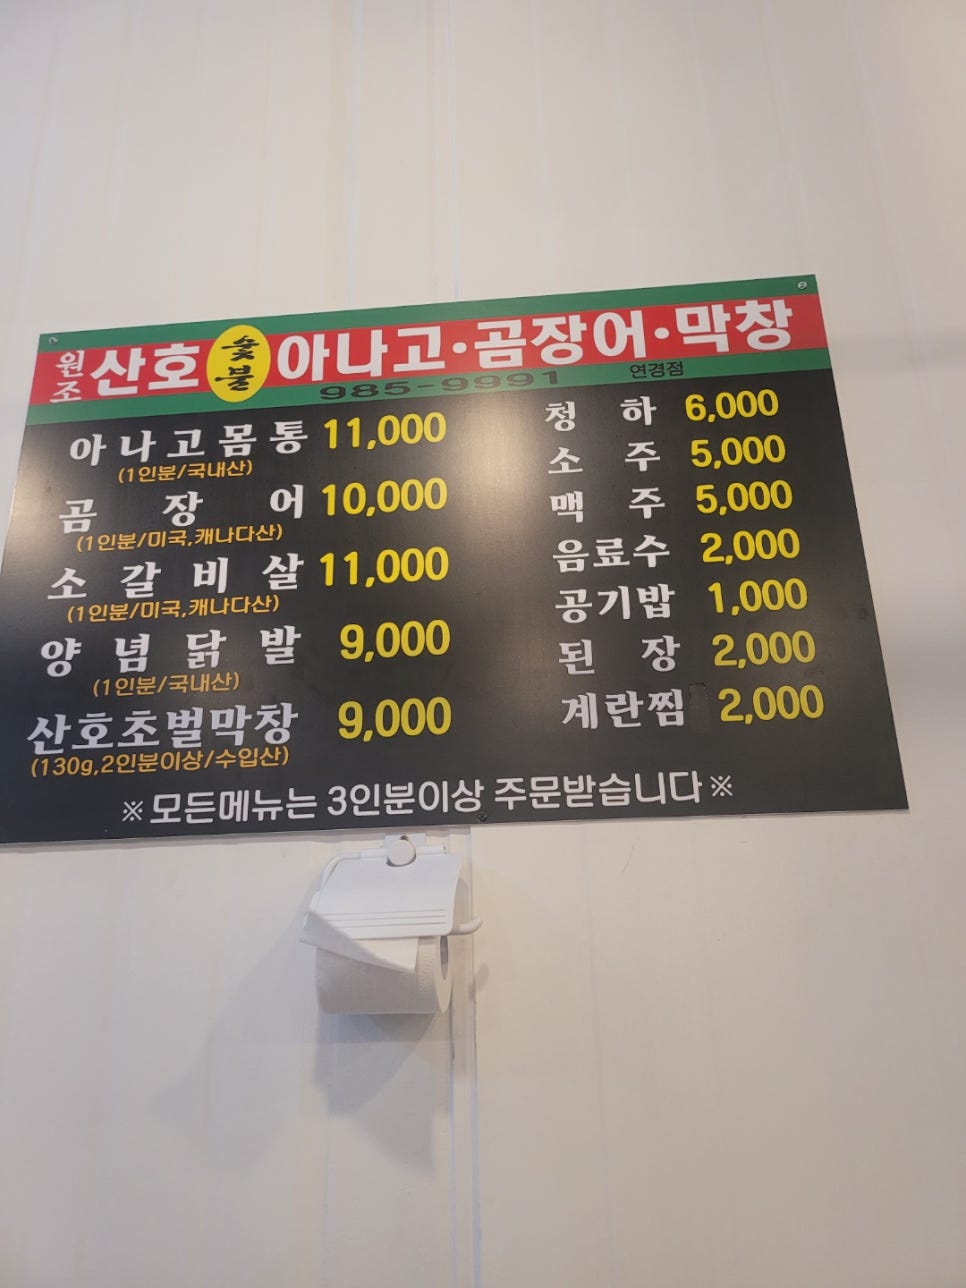 원조 산호 숯불 아나고·곰장어·막창
985-9991 연경점
아나고몸통 11,000
(1인분/국내산)
곰장어 10,000
(1인분/미국,캐나다산)
소갈비살 11,000
(1인분/미국,캐나다산)
양념닭발 9,000
(1인분/국내산)
산호초벌막창 9,000
(130g,2인분이상/수입산)
청하 6,000
소주 5,000
맥주 5,000
음료수 2,000
공기밥 1,000
된장 2,000
계란찜 2,000
※모든메뉴는 3인분이상 주문받습니다※